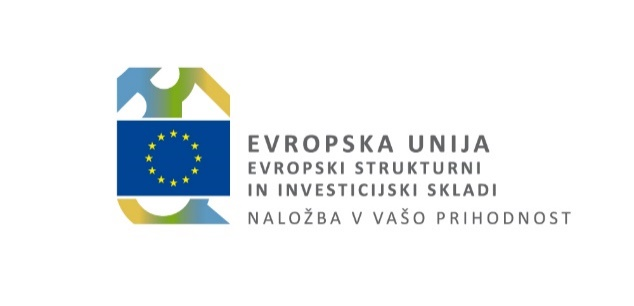 EVROPSKA UNIJA
EVROPSKI STRUKTURNI
IN INVESTICIJSKI SKLADI
NALOŽBA V VAŠO PRIHODNOST